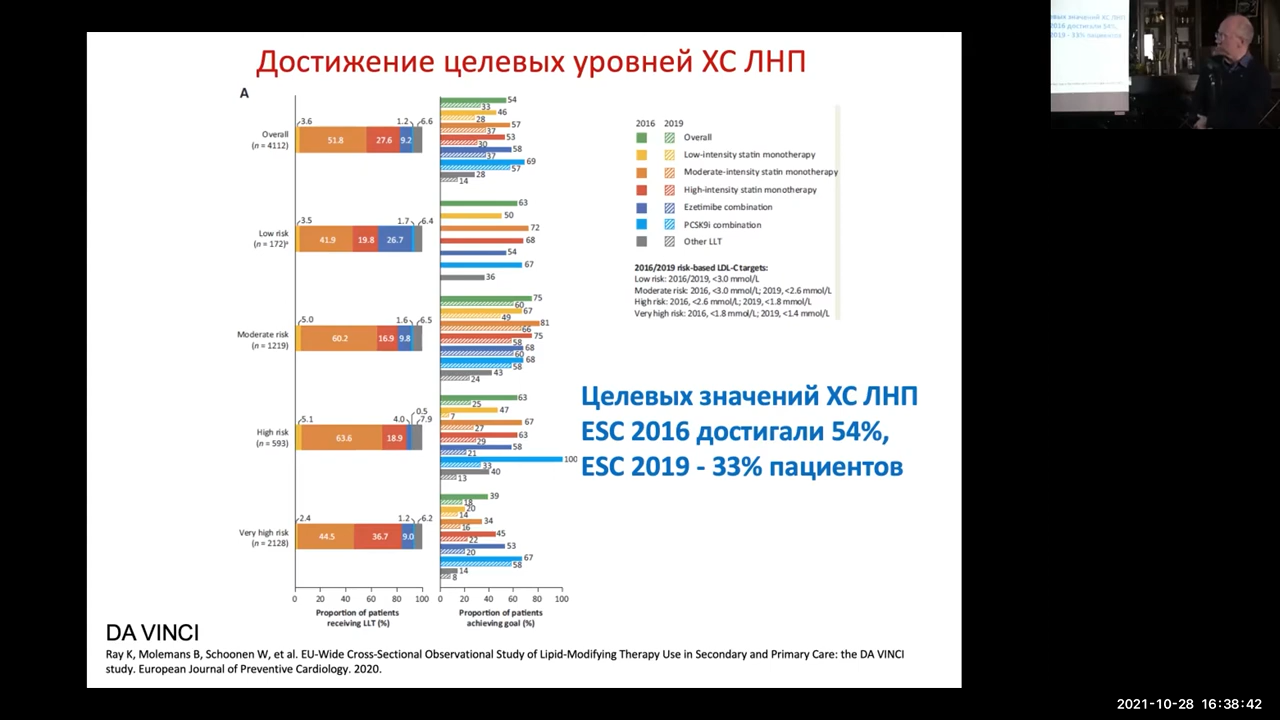 Достижение целевых уровней ХС ЛНП
A
3.6 1.2 6.6
Overall
(n = 4112)
51.8 27.6 9.2
54
33
46
28
57
37
53
30
58
37
69
57
28
14
3.5 1.7 6.4
Low risk
(n = 172)ª
41.9 19.8 26.7
63
50
72
68
54
67
36
5.0 1.6 6.5
Moderate risk
(n = 1219)
60.2 16.9 9.8
75
60
67
49
81
66
75
58
68
60
68
58
43
24
5.1 4.0 0.5 7.9
High risk
(n = 593)
63.6 18.9
63
25
47
7
67
27
63
29
58
21
100
33
40
13
2.4 1.2 6.2
Very high risk
(n = 2128)
44.5 36.7 9.0
39
18
20
14
34
16
45
22
53
20
67
58
14
8
0 20 40 60 80 100
Proportion of patients
receiving LLT (%)
0 20 40 60 80 100
Proportion of patients
achieving goal (%)
2016 2019
Overall
Low-intensity statin monotherapy
Moderate-intensity statin monotherapy
High-intensity statin monotherapy
Ezetimibe combination
PCSK9i combination
Other LLT
2016/2019 risk-based LDL-C targets:
Low risk: 2016/2019, <3.0 mmol/L
Moderate risk: 2016, <3.0 mmol/L; 2019, <2.6 mmol/L
High risk: 2016, <2.6 mmol/L; 2019, <1.8 mmol/L
Very high risk: 2016, <1.8 mmol/L; 2019, <1.4 mmol/L
Целевых значений ХС ЛНП
ESC 2016 достигали 54%,
ESC 2019 - 33% пациентов
DA VINCI
Ray K, Molemans B, Schoonen W, et al. EU-Wide Cross-Sectional Observational Study of Lipid-Modifying Therapy Use in Secondary and Primary Care: the DA VINCI
study. European Journal of Preventive Cardiology. 2020.
значений ХС ЛНП
2016 достигали 54%,
2019 - 33% пациентов
2021-10-28 16:38:42